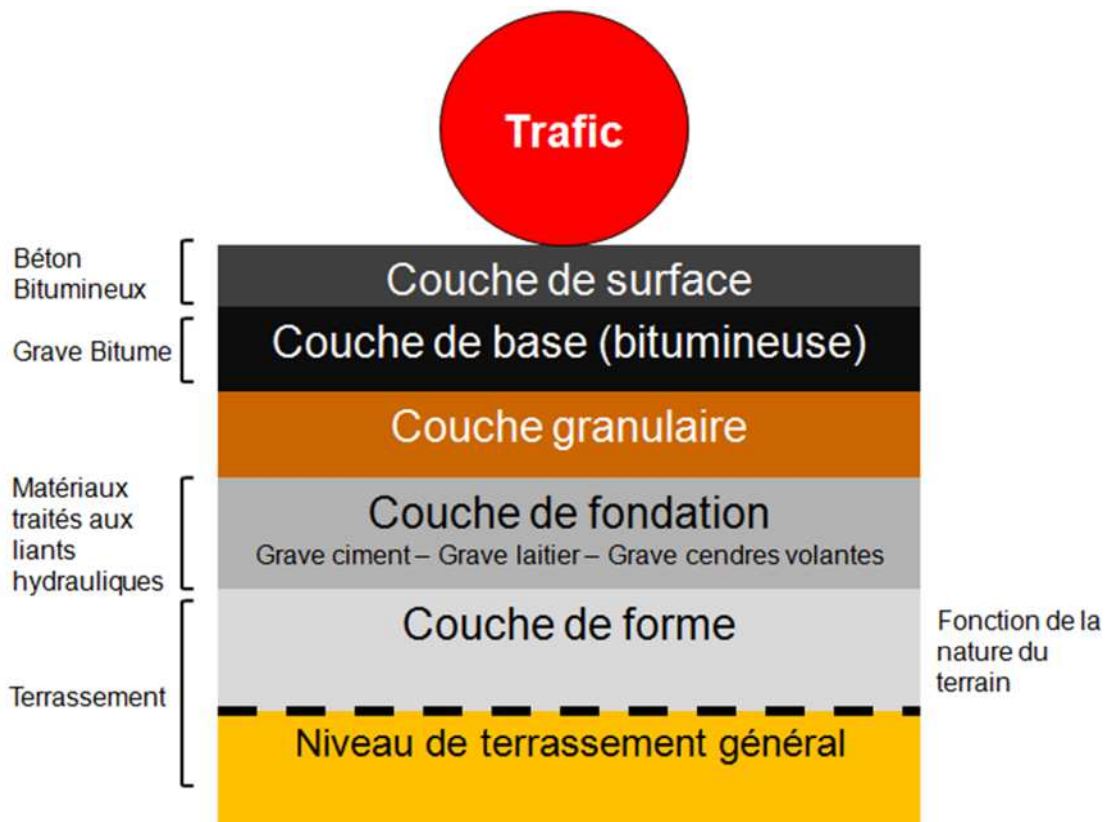 Trafic
Béton
Bitumineux
Couche de surface
Grave Bitume
Couche de base (bitumineuse)
Couche granulaire
Matériaux
traités aux
liants
hydrauliques
Couche de fondation
Grave ciment – Grave laitier – Grave cendres volantes
Couche de forme
Fonction de la
nature du
terrain
Terrassement
Niveau de terrassement général